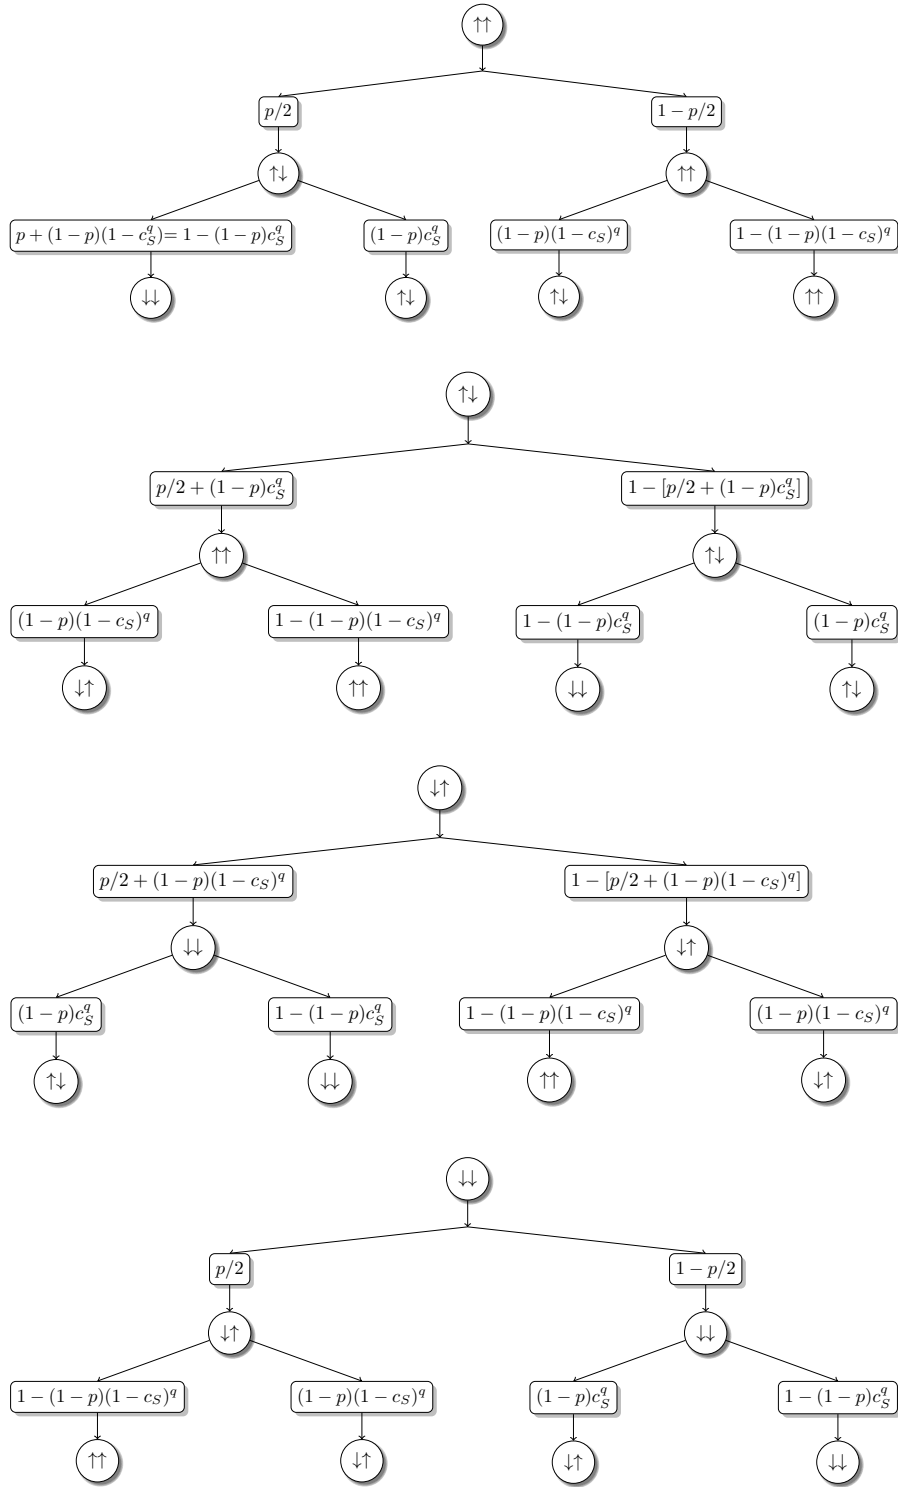 ↑↑
p/2 1 − p/2
↑↓ ↑↑
p + (1 − p)(1 − c_S^q)= 1 − (1 − p)c_S^q (1 − p)c_S^q (1 − p)(1 − c_S)^q 1 − (1 − p)(1 − c_S)^q
↓↓ ↑↓ ↑↓ ↑↑
↑↓
p/2 + (1 − p)c_S^q 1 − [p/2 + (1 − p)c_S^q]
↑↑ ↑↓
(1 − p)(1 − c_S)^q 1 − (1 − p)(1 − c_S)^q 1 − (1 − p)c_S^q (1 − p)c_S^q
↓↑ ↑↑ ↓↓ ↑↓
↓↑
p/2 + (1 − p)(1 − c_S)^q 1 − [p/2 + (1 − p)(1 − c_S)^q]
↓↓ ↓↑
(1 − p)c_S^q 1 − (1 − p)c_S^q 1 − (1 − p)(1 − c_S)^q (1 − p)(1 − c_S)^q
↑↓ ↓↓ ↑↑ ↓↑
↓↓
p/2 1 − p/2
↓↑ ↓↓
1 − (1 − p)(1 − c_S)^q (1 − p)(1 − c_S)^q (1 − p)c_S^q 1 − (1 − p)c_S^q
↑↑ ↓↑ ↓↑ ↓↓